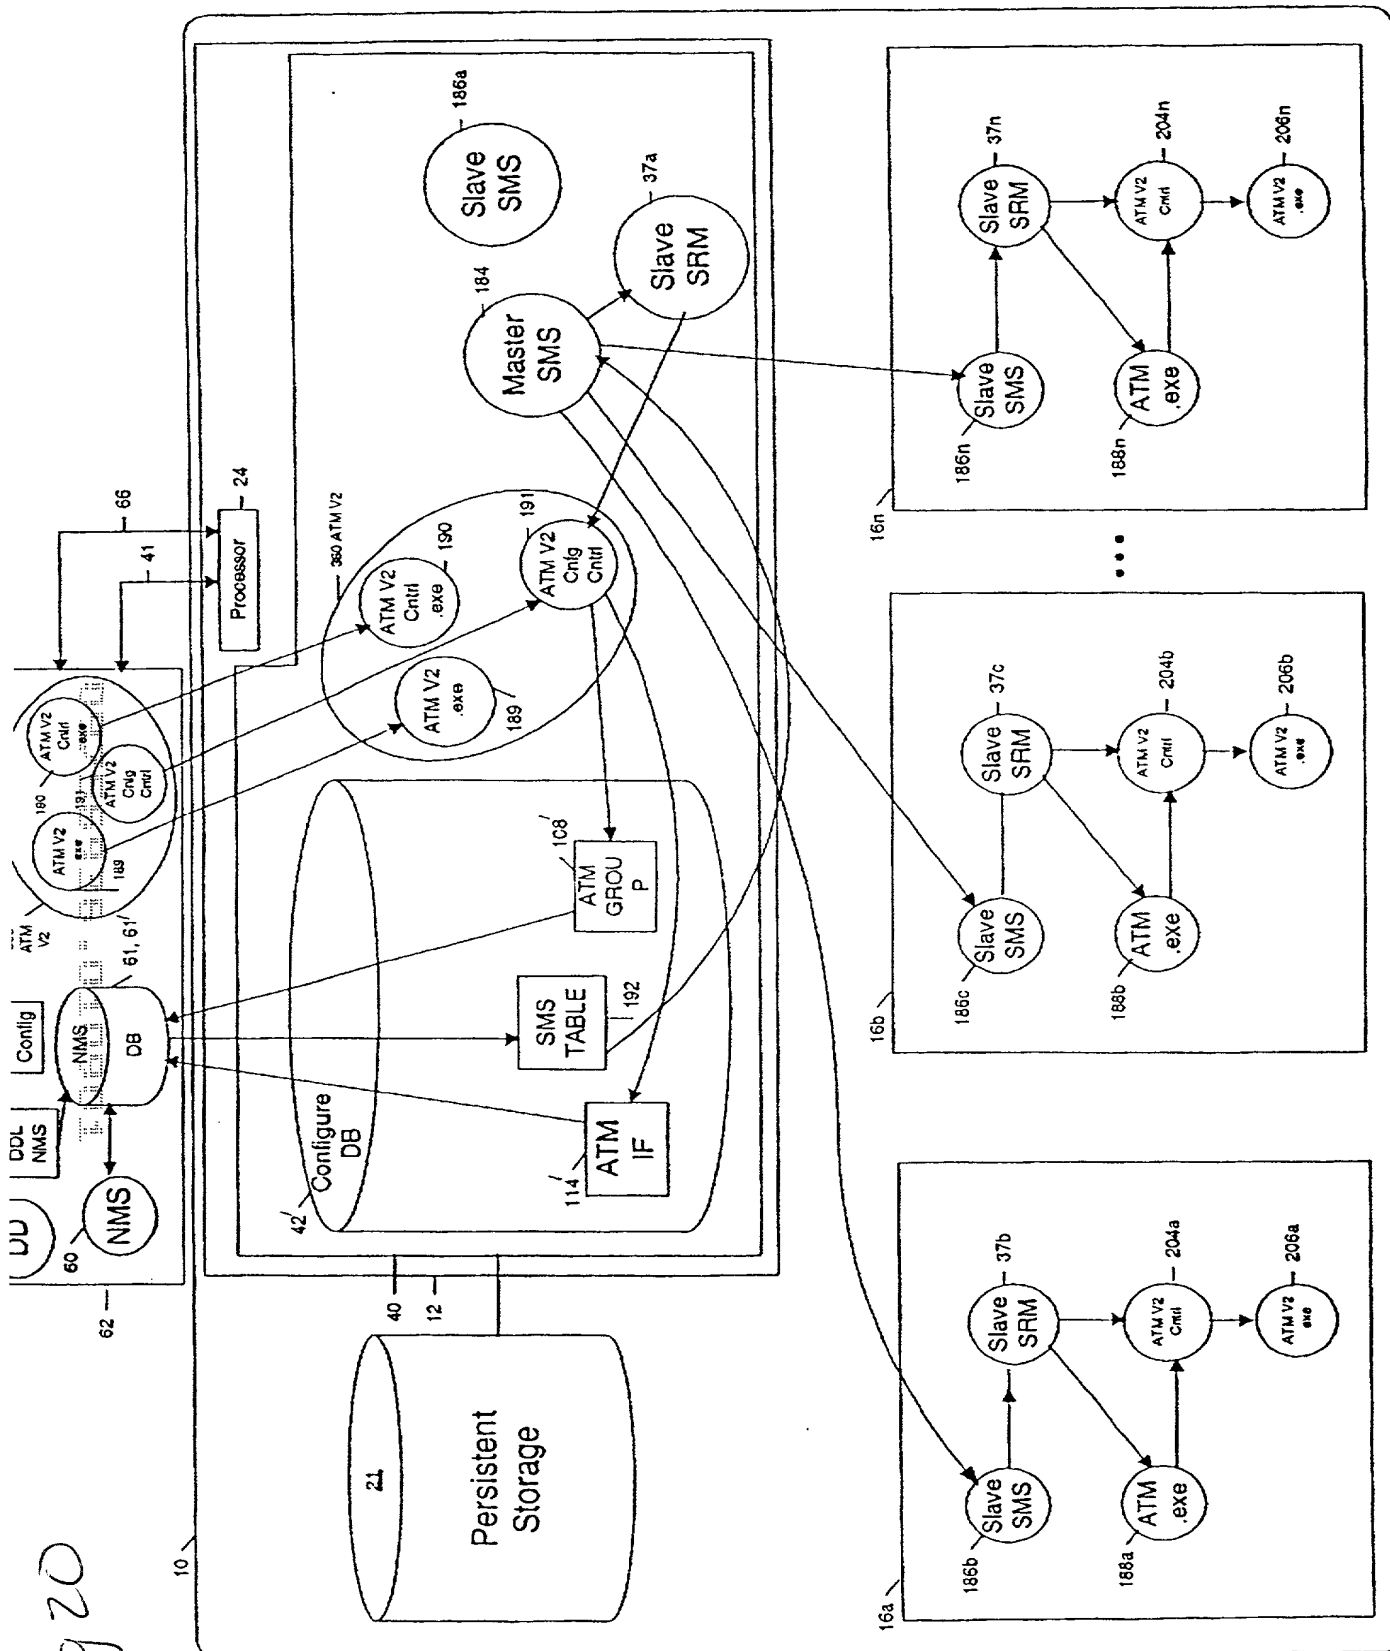 DDL
NMS
Config
NMS
DB
61, 61'
60
NMS
62
ATM
V2
ATM V2
exe
189
180
ATM V2
Cntrl
.exe
191
ATM V2
Cnfg
Cntrl
66
41
Processor
24
10
21
Persistent
Storage
40
12
42'
Configure
DB
114'
ATM
IF
SMS
TABLE
192
108'
ATM
GROU
P
360 ATM V2
ATM V2
.exe
189
ATM V2
Cntrl
.exe
190
191
ATM V2
Cnfg
Cntrl
184
Master
SMS
Slave
SMS
186a
Slave
SRM
37a
16a
186b
Slave
SMS
Slave
SRM
37b
188a
ATM
.exe
ATM V2
Cntrl
204a
ATM V2
exe
206a
16b
186c
Slave
SMS
Slave
SRM
37c
188b
ATM
.exe
ATM V2
Cntrl
204b
ATM V2
.exe
206b
•••
16n
186n
Slave
SMS
Slave
SRM
37n
188n
ATM
.exe
ATM V2
Cntrl
204n
ATM V2
.exe
206n
20